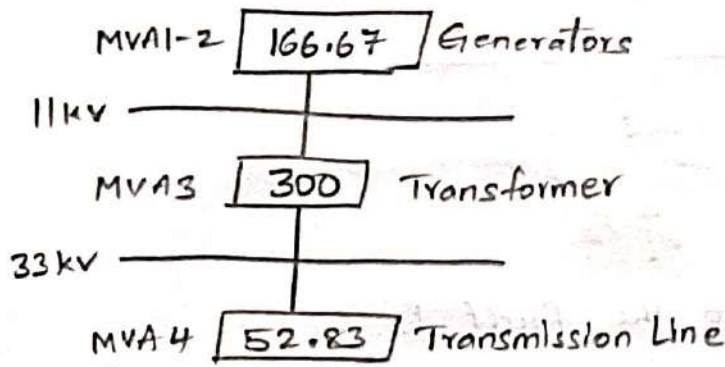 MVA1-2 166.67 Generators
11kv
MVA3 300 Transformer
33kv
MVA4 52.83 Transmission Line